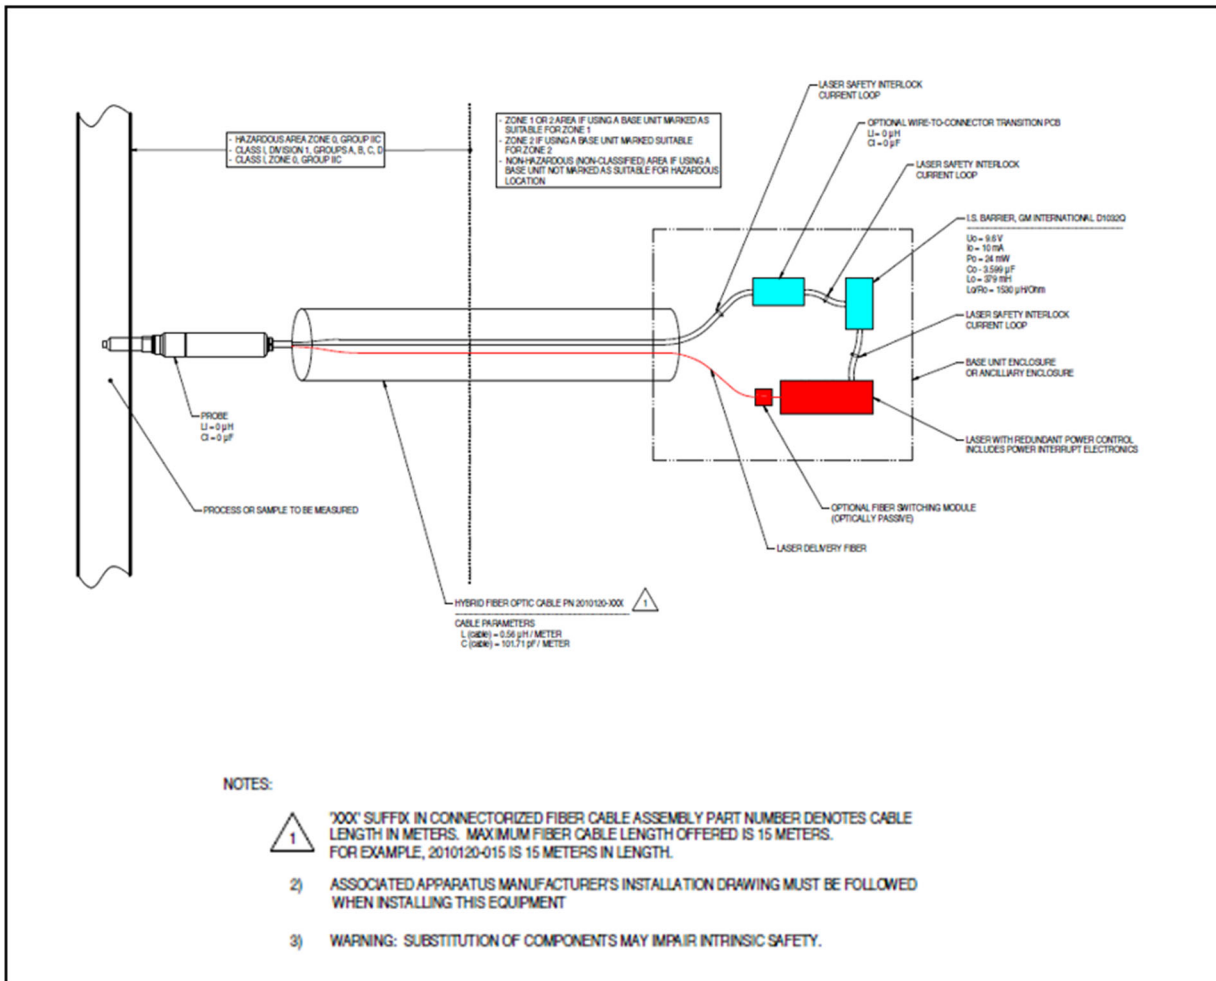 LASER SAFETY INTERLOCK
CURRENT LOOP
- ZONE 1 OR 2 AREA IF USING A BASE UNIT MARKED AS
SUITABLE FOR ZONE 1
- ZONE 2 IF USING A BASE UNIT MARKED SUITABLE
FOR ZONE 2
- NON-HAZARDOUS (NON-CLASSIFIED) AREA IF USING A
BASE UNIT NOT MARKED AS SUITABLE FOR HAZARDOUS
LOCATION
OPTIONAL WIRE-TO-CONNECTOR TRANSITION PCB
LI = 0 µH
CI = 0 µF
- HAZARDOUS AREA ZONE 0, GROUP IIC
- CLASS I, DIVISION 1, GROUPS A, B, C, D
- CLASS I, ZONE 0, GROUP IIC
LASER SAFETY INTERLOCK
CURRENT LOOP
I.S. BARRIER, GM INTERNATIONAL D1032Q
Uo = 9.6 V
Io = 10 mA
Po = 24 mW
Co - 3.599 µF
Lo = 379 mH
Lo/Ro = 1530 µH/Ohm
LASER SAFETY INTERLOCK
CURRENT LOOP
BASE UNIT ENCLOSURE
OR ANCILLIARY ENCLOSURE
PROBE
LI = 0 µH
CI = 0 µF
LASER WITH REDUNDANT POWER CONTROL
INCLUDES POWER INTERRUPT ELECTRONICS
PROCESS OR SAMPLE TO BE MEASURED
OPTIONAL FIBER SWITCHING MODULE
(OPTICALLY PASSIVE)
LASER DELIVERY FIBER
HYBRID FIBER OPTIC CABLE PN 2010120-XXX 1
CABLE PARAMETERS
L (cable) = 0.56 µH / METER
C (cable) = 101.71 pF / METER
NOTES:
1 'XXX' SUFFIX IN CONNECTORIZED FIBER CABLE ASSEMBLY PART NUMBER DENOTES CABLE
LENGTH IN METERS. MAXIMUM FIBER CABLE LENGTH OFFERED IS 15 METERS.
FOR EXAMPLE, 2010120-015 IS 15 METERS IN LENGTH.
2) ASSOCIATED APPARATUS MANUFACTURER'S INSTALLATION DRAWING MUST BE FOLLOWED
WHEN INSTALLING THIS EQUIPMENT
3) WARNING: SUBSTITUTION OF COMPONENTS MAY IMPAIR INTRINSIC SAFETY.